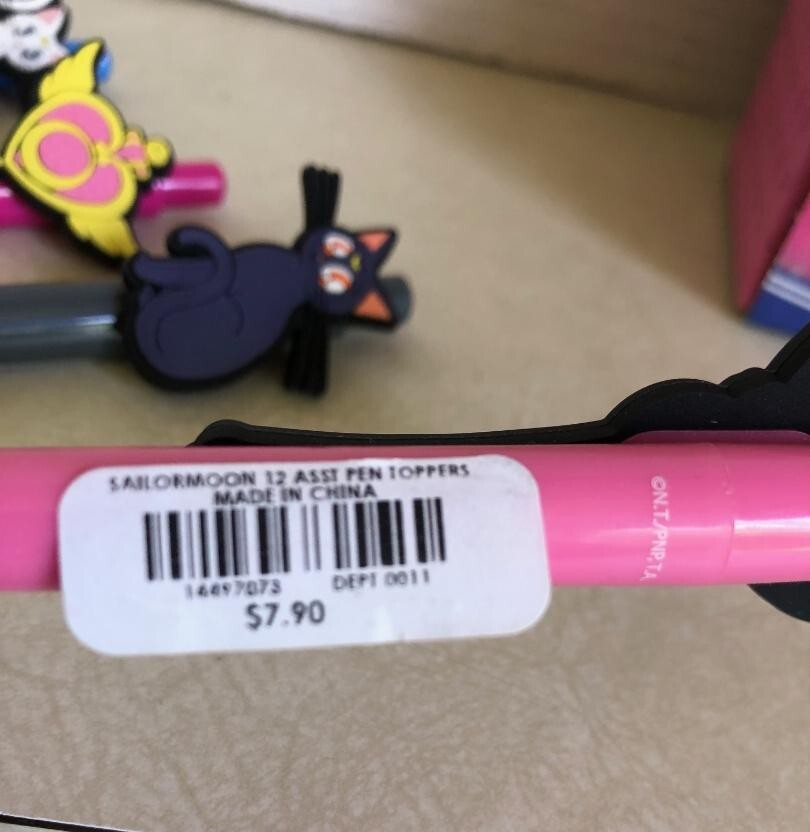 SAILORMOON 12 ASST PEN TOPPERS
MADE IN CHINA
14497073 DEPT 0011
$7.90
©N.T./PNP,TA